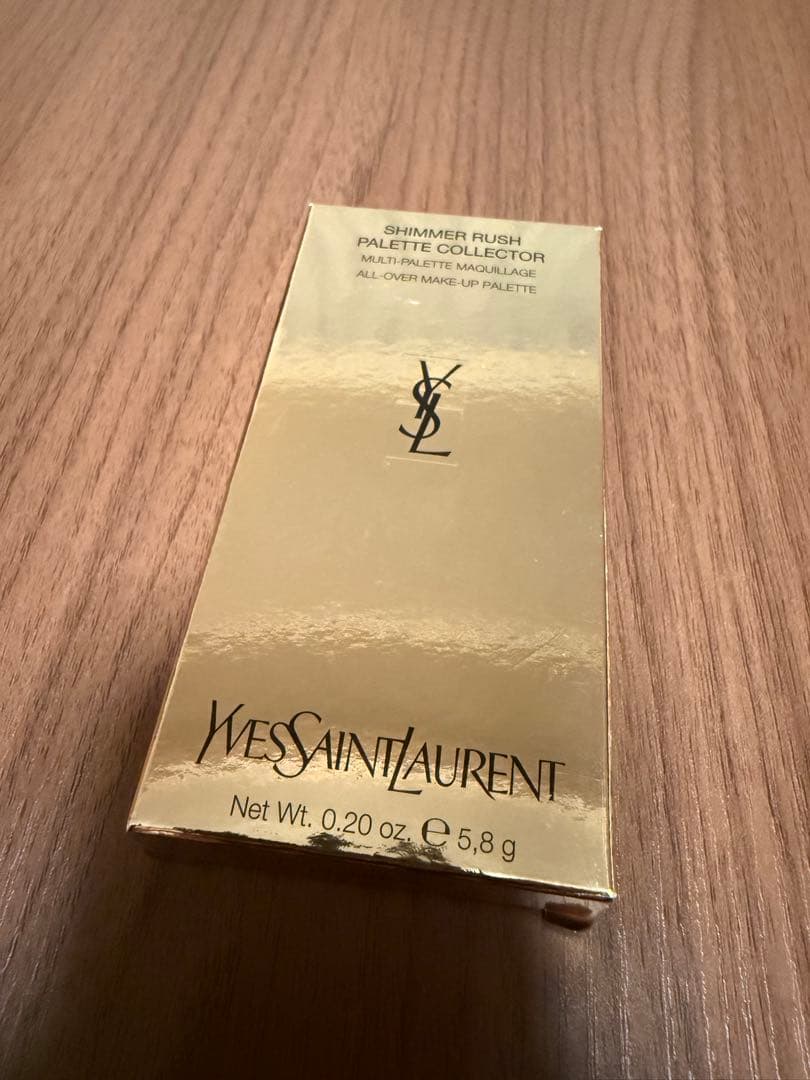 SHIMMER RUSH
PALETTE COLLECTOR
MULTI-PALETTE MAQUILLAGE
ALL-OVER MAKE-UP PALETTE
YSL
YVESSAINTLAURENT
Net Wt. 0.20 oz. ℮ 5,8 g